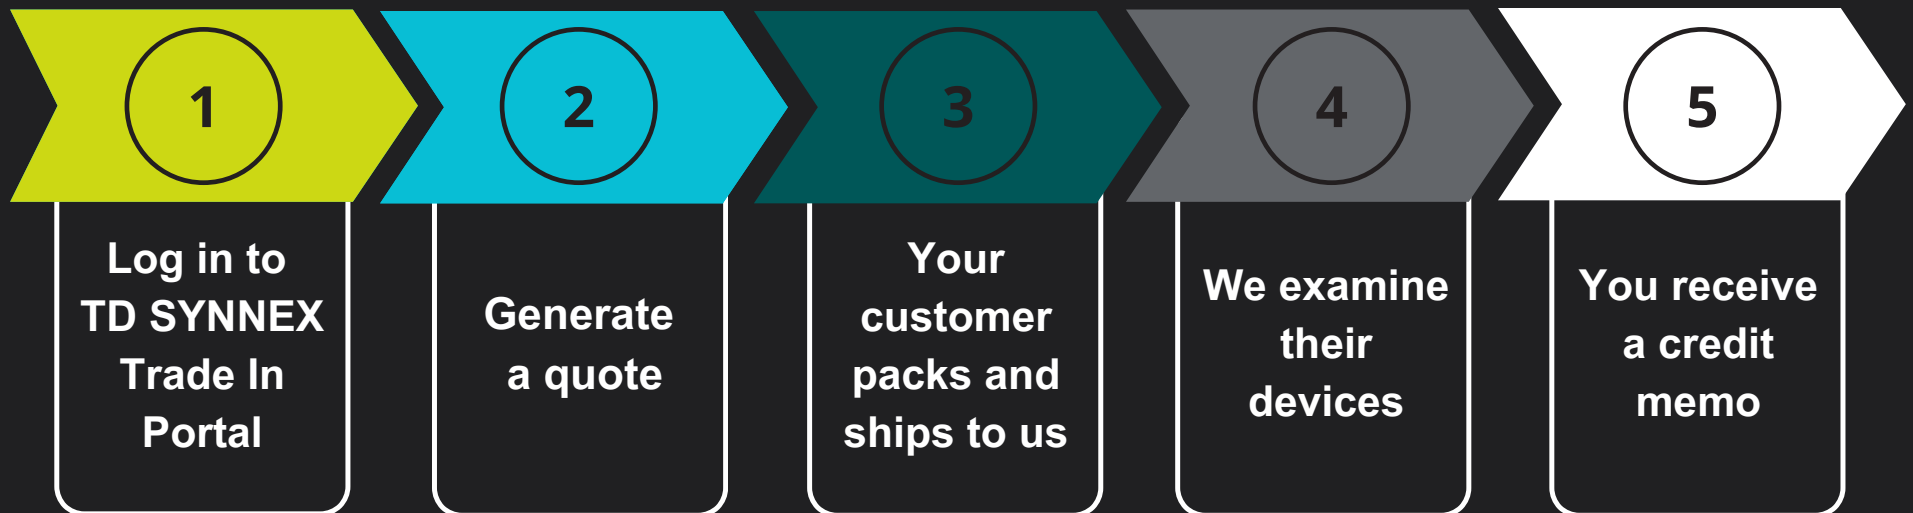 1
Log in to
TD SYNNEX
Trade In
Portal
2
Generate
a quote
3
Your
customer
packs and
ships to us
4
We examine
their
devices
5
You receive
a credit
memo